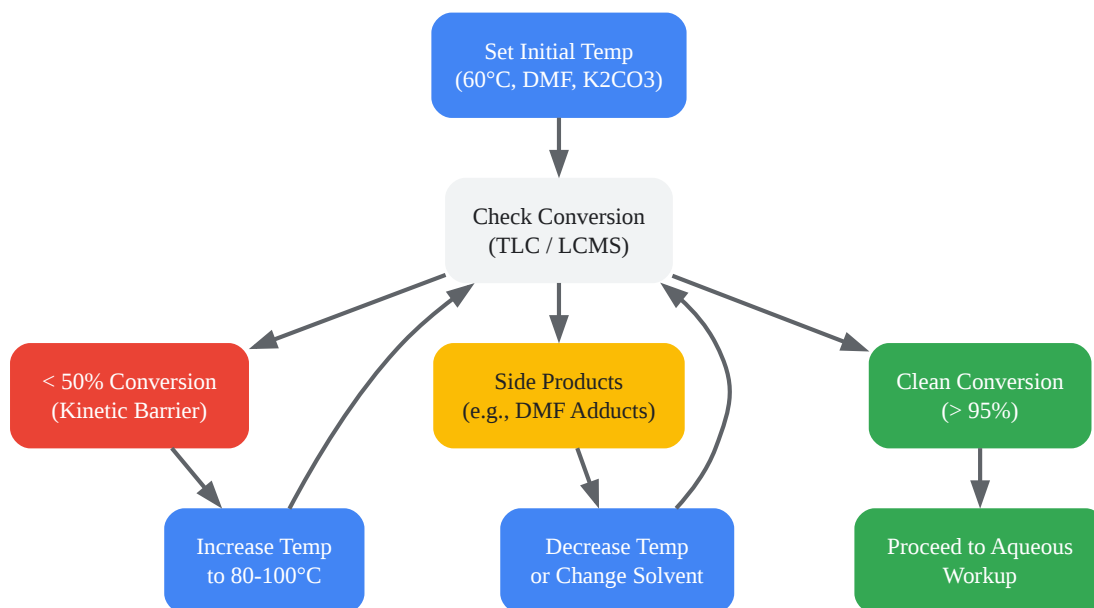 Set Initial Temp
(60°C, DMF, K2CO3)
Check Conversion
(TLC / LCMS)
< 50% Conversion
(Kinetic Barrier)
Side Products
(e.g., DMF Adducts)
Clean Conversion
(> 95%)
Increase Temp
to 80-100°C
Decrease Temp
or Change Solvent
Proceed to Aqueous
Workup